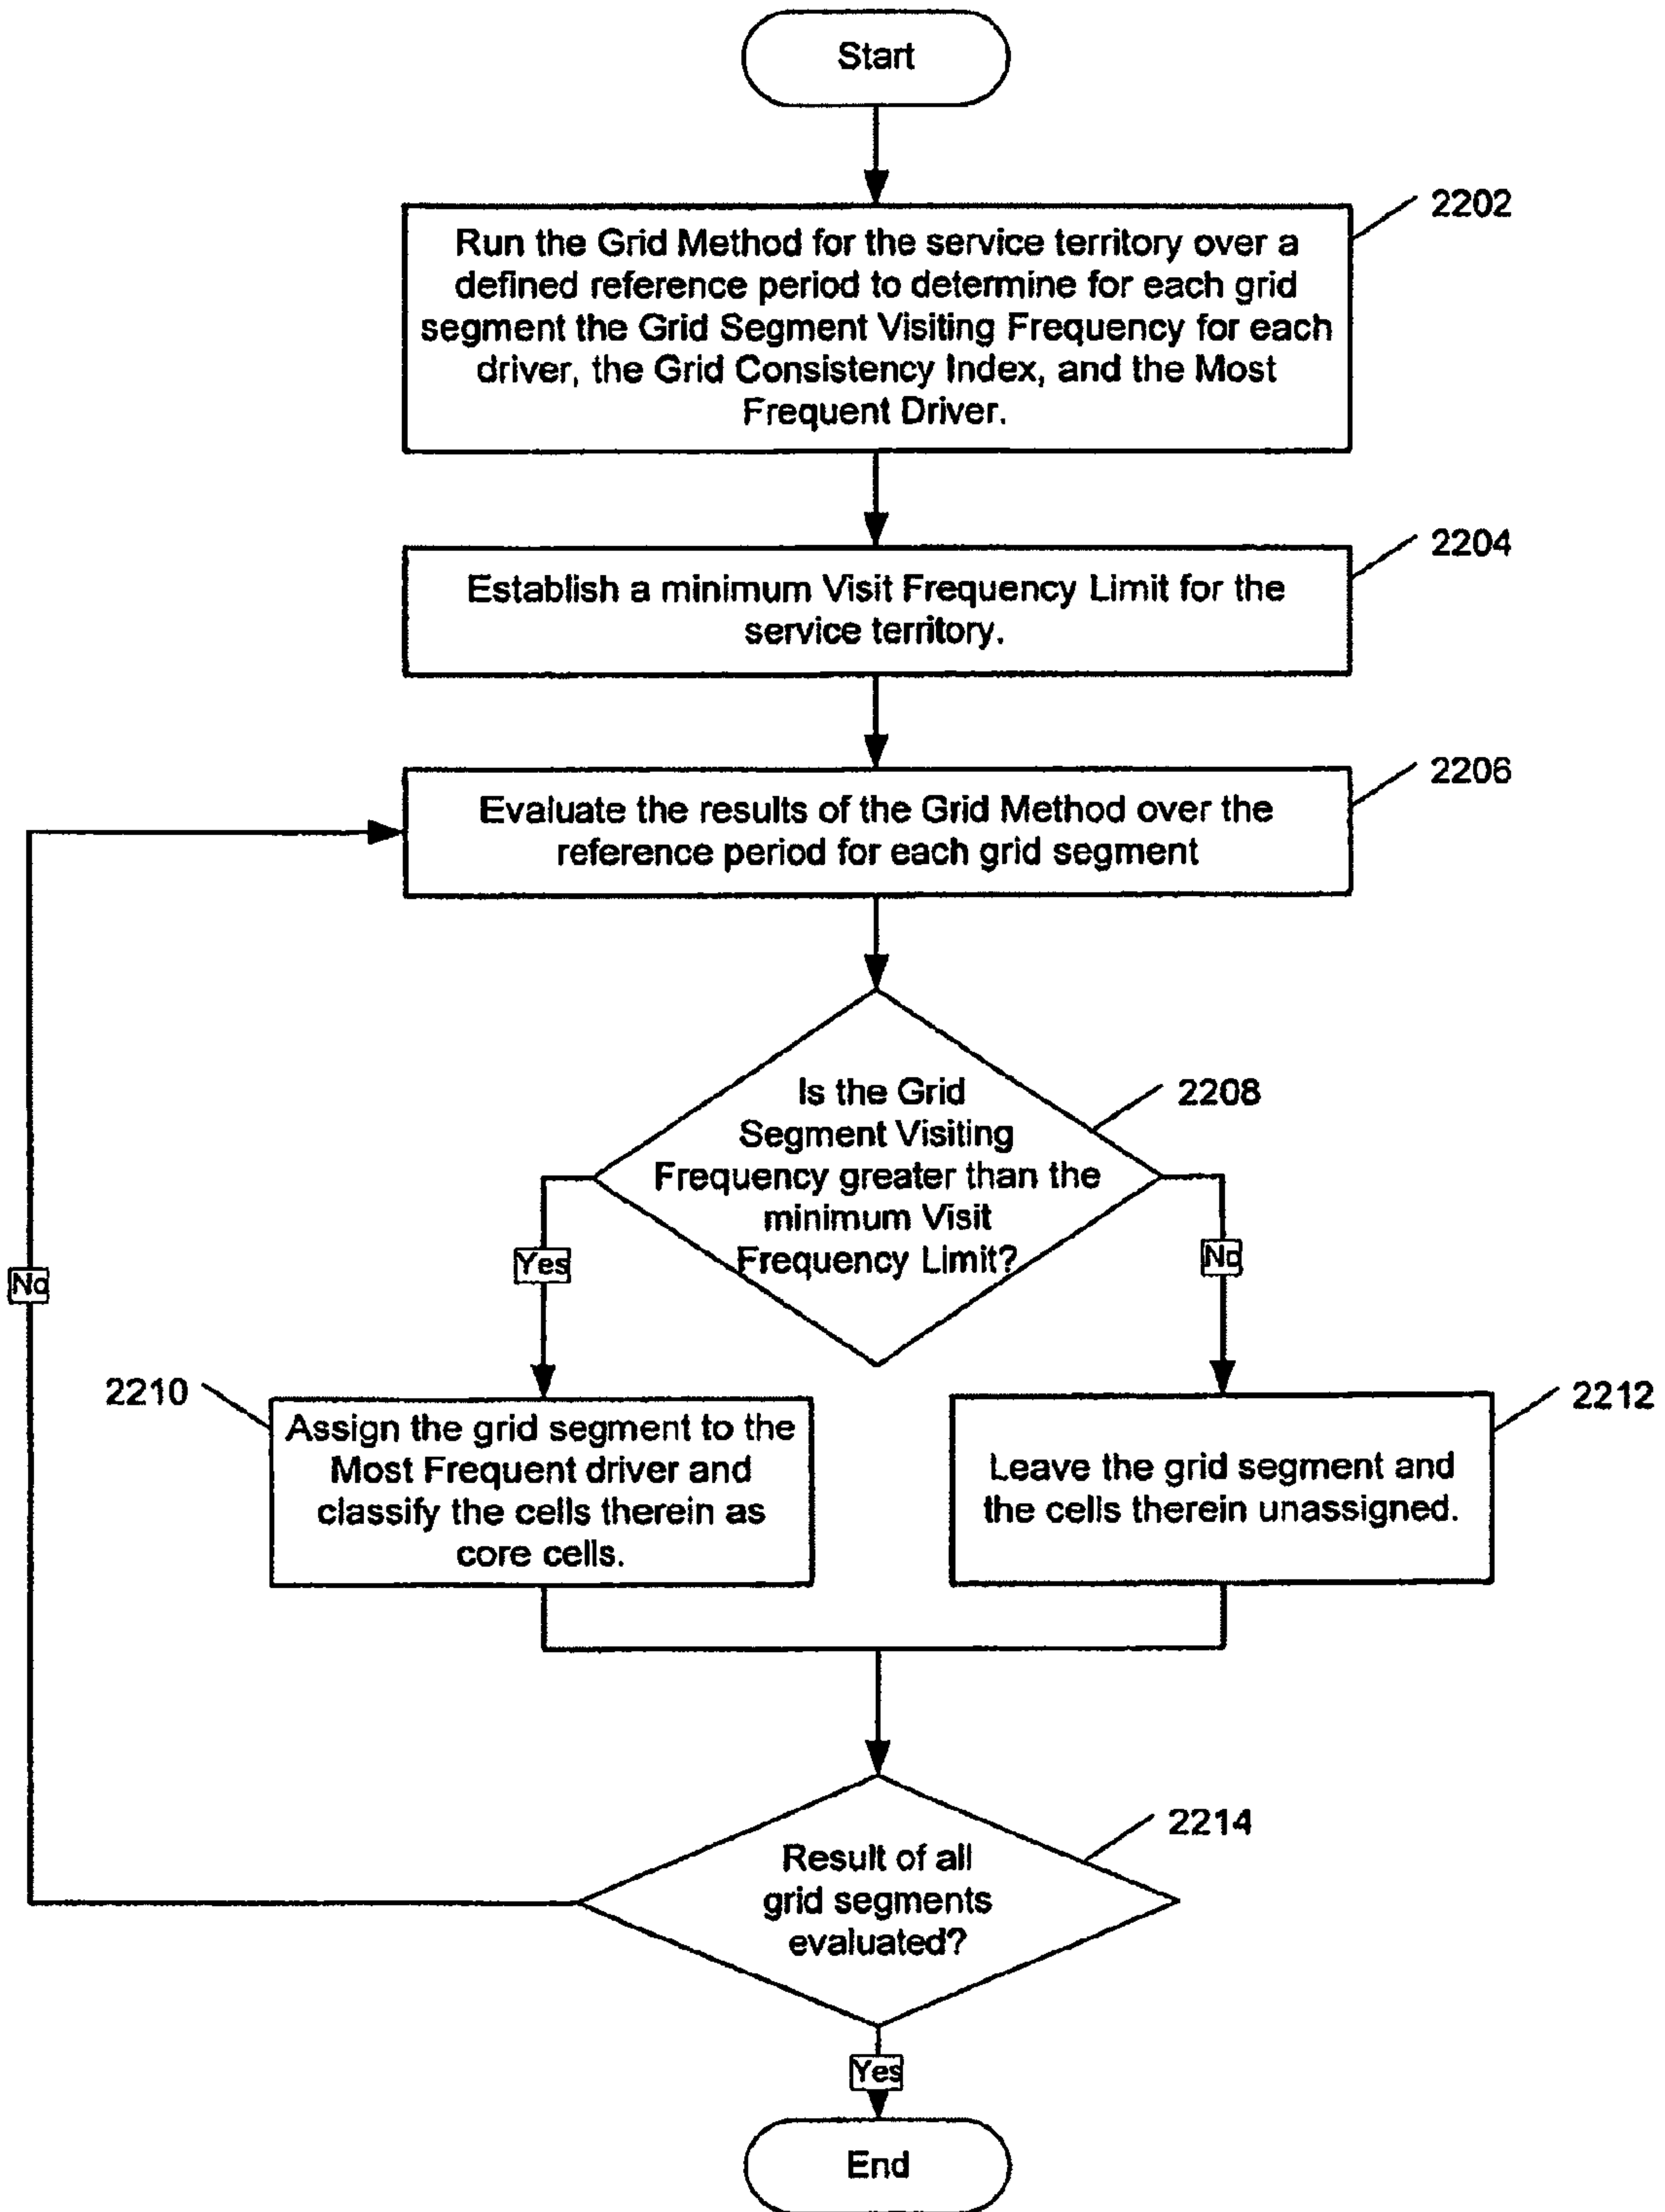 Start
2202
Run the Grid Method for the service territory over a
defined reference period to determine for each grid
segment the Grid Segment Visiting Frequency for each
driver, the Grid Consistency Index, and the Most
Frequent Driver.
2204
Establish a minimum Visit Frequency Limit for the
service territory.
2206
Evaluate the results of the Grid Method over the
reference period for each grid segment
2208
Is the Grid
Segment Visiting
Frequency greater than the
minimum Visit
Frequency Limit?
Yes
No
No
2210
Assign the grid segment to the
Most Frequent driver and
classify the cells therein as
core cells.
2212
Leave the grid segment and
the cells therein unassigned.
2214
Result of all
grid segments
evaluated?
Yes
End